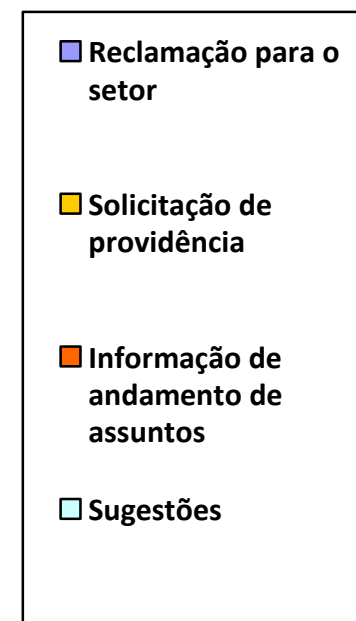 Reclamação para o
setor
Solicitação de
providência
Informação de
andamento de
assuntos
Sugestões